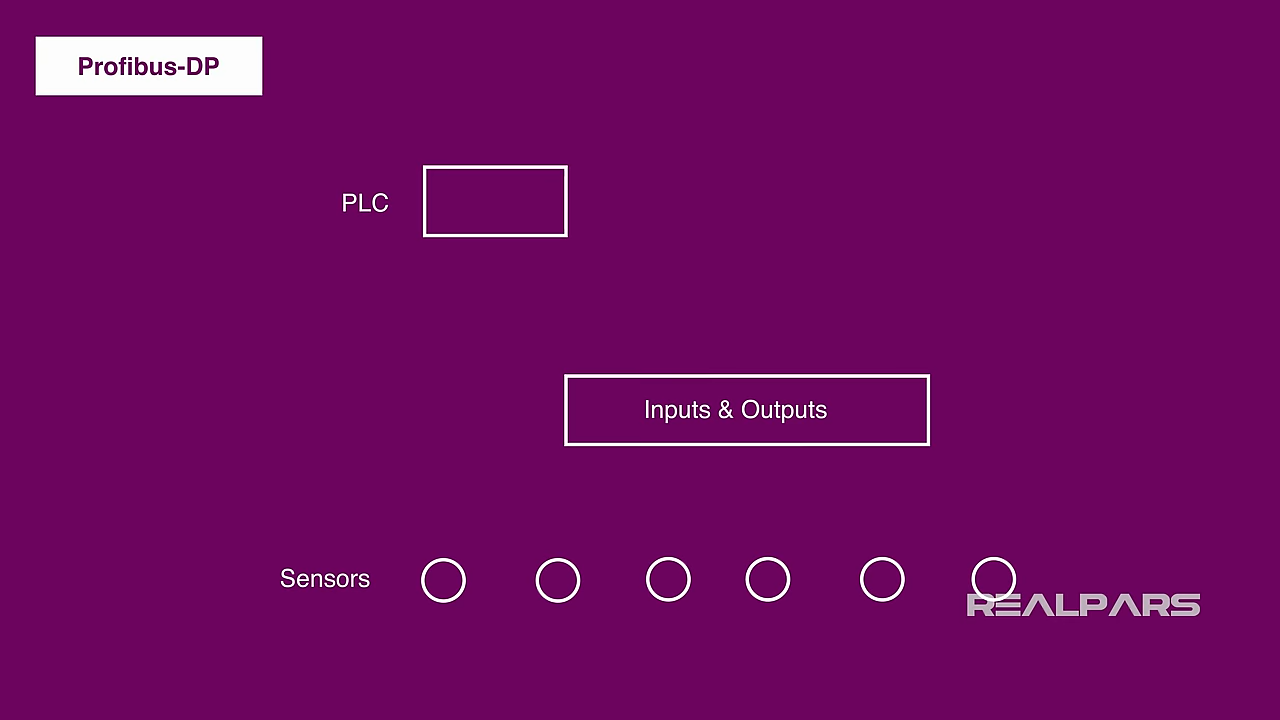 Profibus-DP
PLC
Inputs & Outputs
Sensors
REALPARS